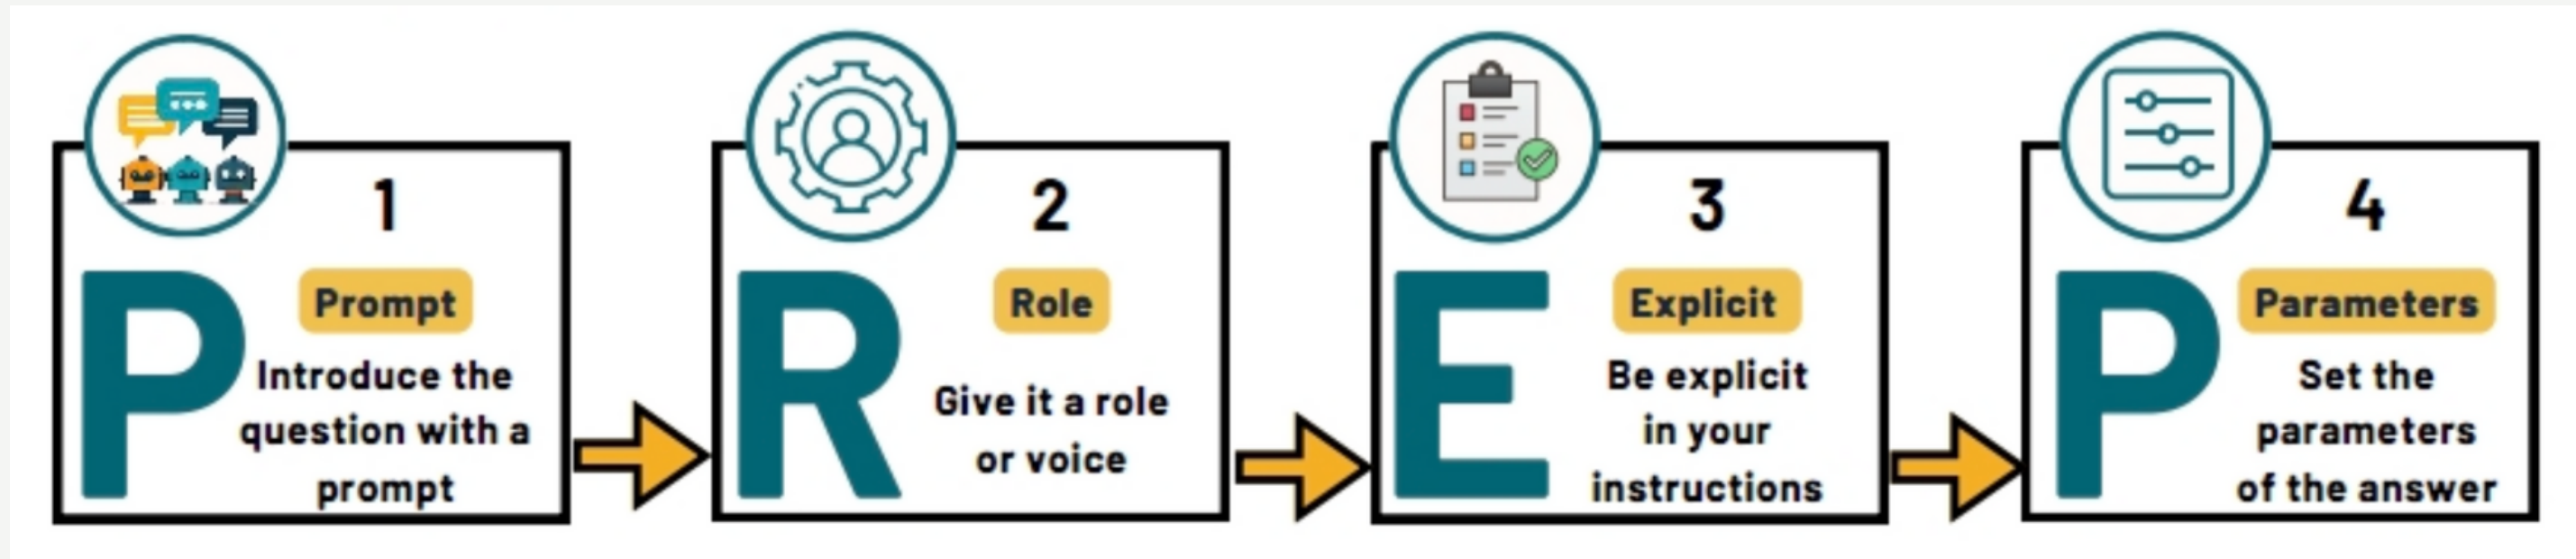 1
P
Prompt
Introduce the
question with a
prompt
2
R
Role
Give it a role
or voice
3
E
Explicit
Be explicit
in your
instructions
4
P
Parameters
Set the
parameters
of the answer